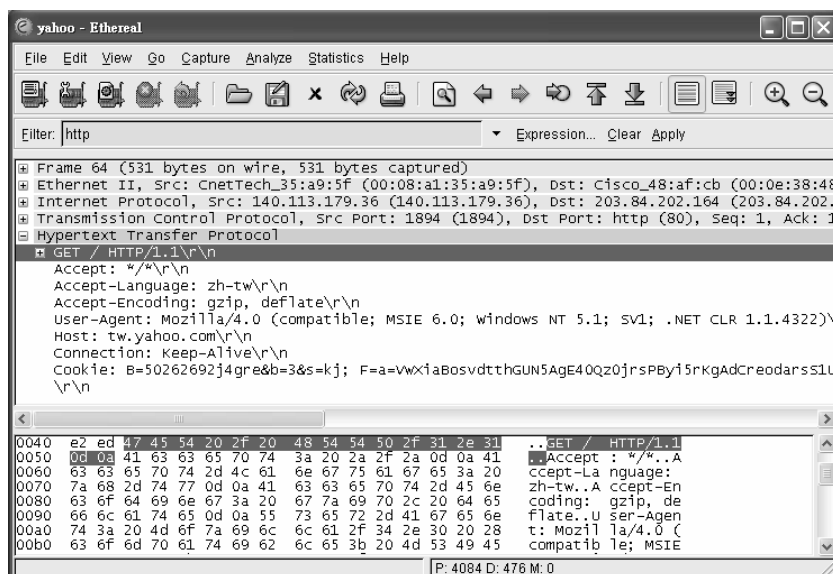 yahoo - Ethereal
File Edit View Go Capture Analyze Statistics Help
Filter: http Expression... Clear Apply
Frame 64 (531 bytes on wire, 531 bytes captured)
Ethernet II, Src: CnetTech_35:a9:5f (00:08:a1:35:a9:5f), Dst: Cisco_48:af:cb (00:0e:38:48
Internet Protocol, Src: 140.113.179.36 (140.113.179.36), Dst: 203.84.202.164 (203.84.202.
Transmission Control Protocol, Src Port: 1894 (1894), Dst Port: http (80), Seq: 1, Ack: 1
Hypertext Transfer Protocol
GET / HTTP/1.1\r\n
Accept: */*\r\n
Accept-Language: zh-tw\r\n
Accept-Encoding: gzip, deflate\r\n
User-Agent: Mozilla/4.0 (compatible; MSIE 6.0; Windows NT 5.1; SV1; .NET CLR 1.1.4322)\
Host: tw.yahoo.com\r\n
Connection: Keep-Alive\r\n
Cookie: B=50262692j4gre&b=3&s=kj; F=a=VwXiaBosvdtthGUN5AgE40Qz0jrsPByi5rKgAdCreodarsS1U
\r\n
0040 e2 ed 47 45 54 20 2f 20 48 54 54 50 2f 31 2e 31 ..GET / HTTP/1.1
0050 0d 0a 41 63 63 65 70 74 3a 20 2a 2f 2a 0d 0a 41 ..Accept : */*..A
0060 63 63 65 70 74 2d 4c 61 6e 67 75 61 67 65 3a 20 ccept-La nguage:
0070 7a 68 2d 74 77 0d 0a 41 63 63 65 70 74 2d 45 6e zh-tw..A ccept-En
0080 63 6f 64 69 6e 67 3a 20 67 7a 69 70 2c 20 64 65 coding: gzip, de
0090 66 6c 61 74 65 0d 0a 55 73 65 72 2d 41 67 65 6e flate..U ser-Agen
00a0 74 3a 20 4d 6f 7a 69 6c 6c 61 2f 34 2e 30 20 28 t: Mozil la/4.0 (
00b0 63 6f 6d 70 61 74 69 62 6c 65 3b 20 4d 53 49 45 compatib le; MSIE
P: 4084 D: 476 M: 0